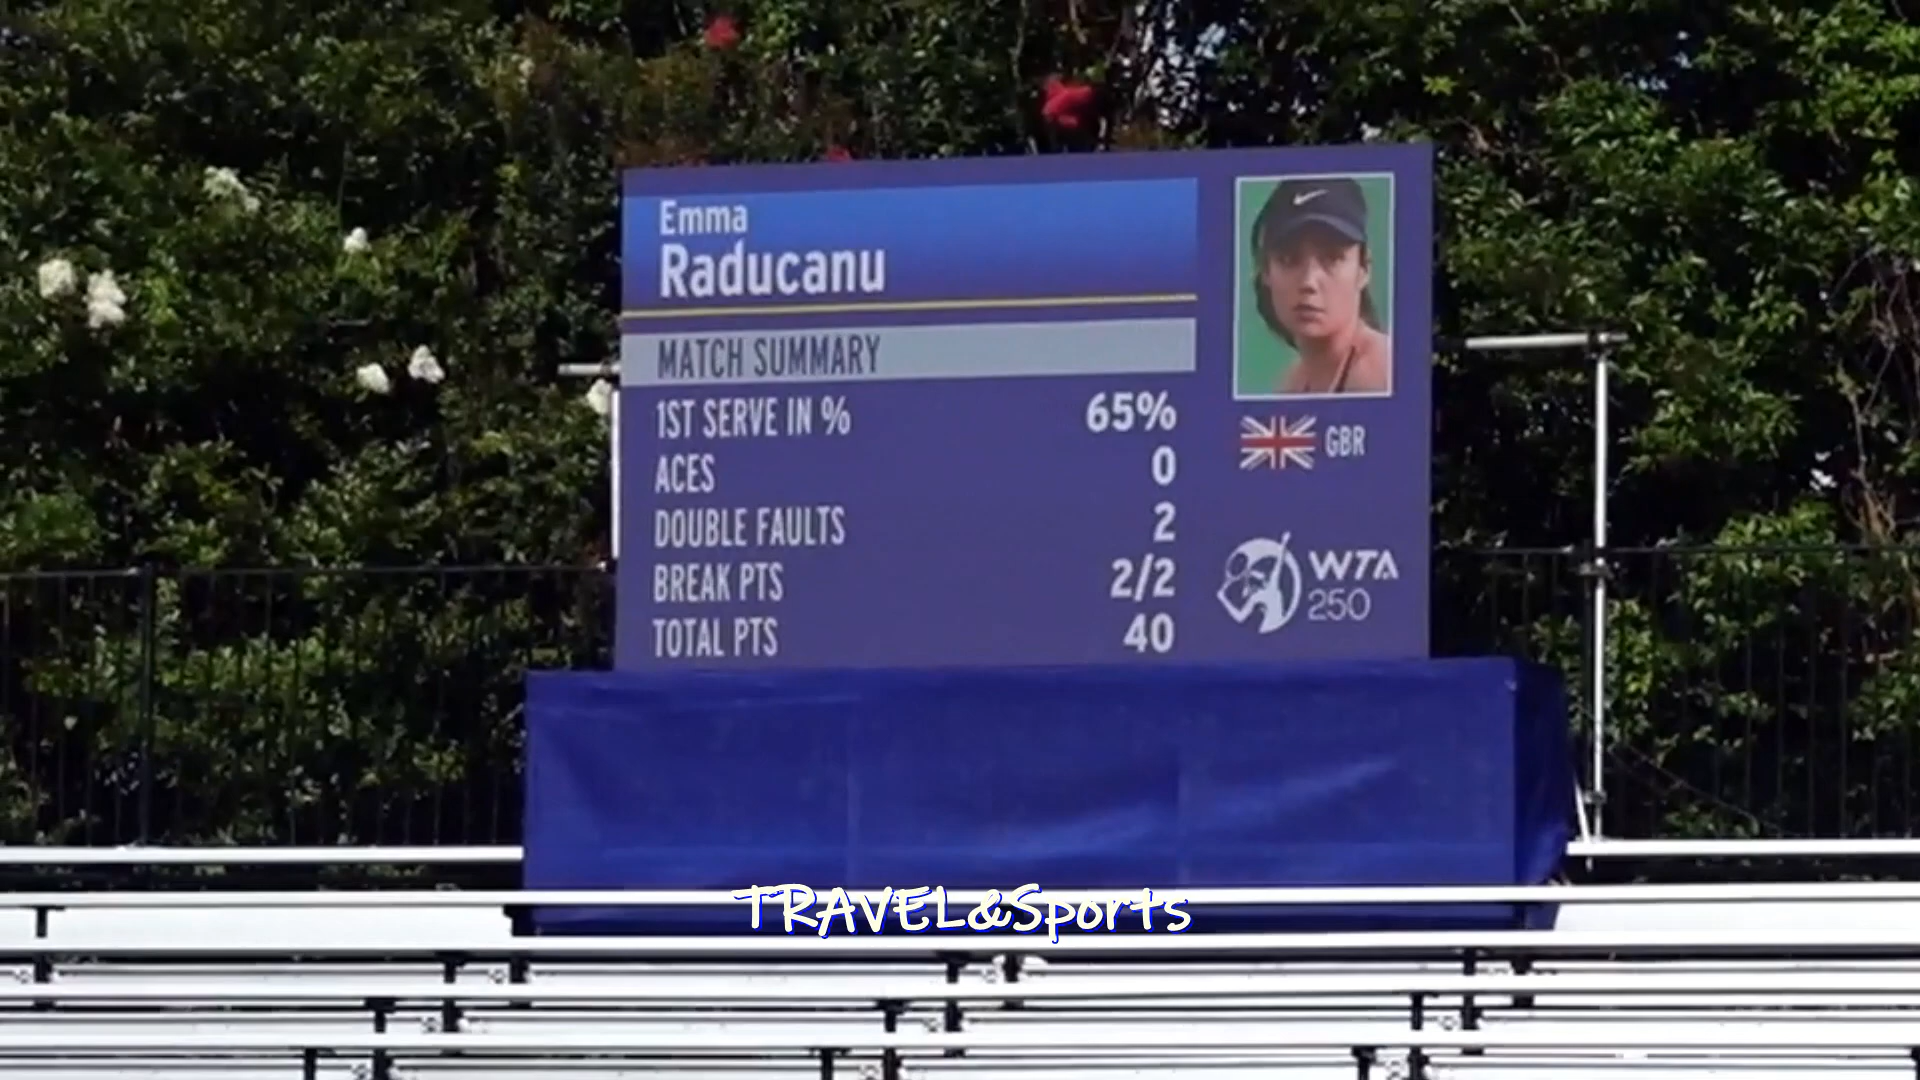 Emma
Raducanu
MATCH SUMMARY
1ST SERVE IN % 65%
ACES 0
DOUBLE FAULTS 2
BREAK PTS 2/2
TOTAL PTS 40
GBR
WTA
250
TRAVEL&Sports